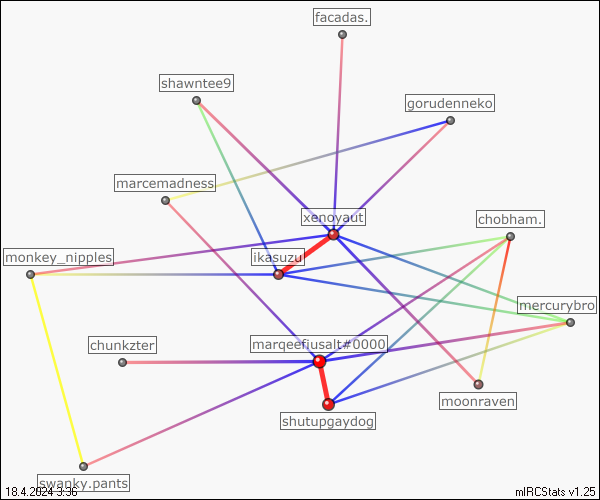 facadas.
shawntee9
gorudenneko
marcemadness
xenoyaut
chobham.
monkey_nipples
ikasuzu
mercurybro
chunkzter
marqeefjusalt#0000
moonraven
shutupgaydog
swanky.pants
18.4.2024 3:36
mIRCStats v1.25